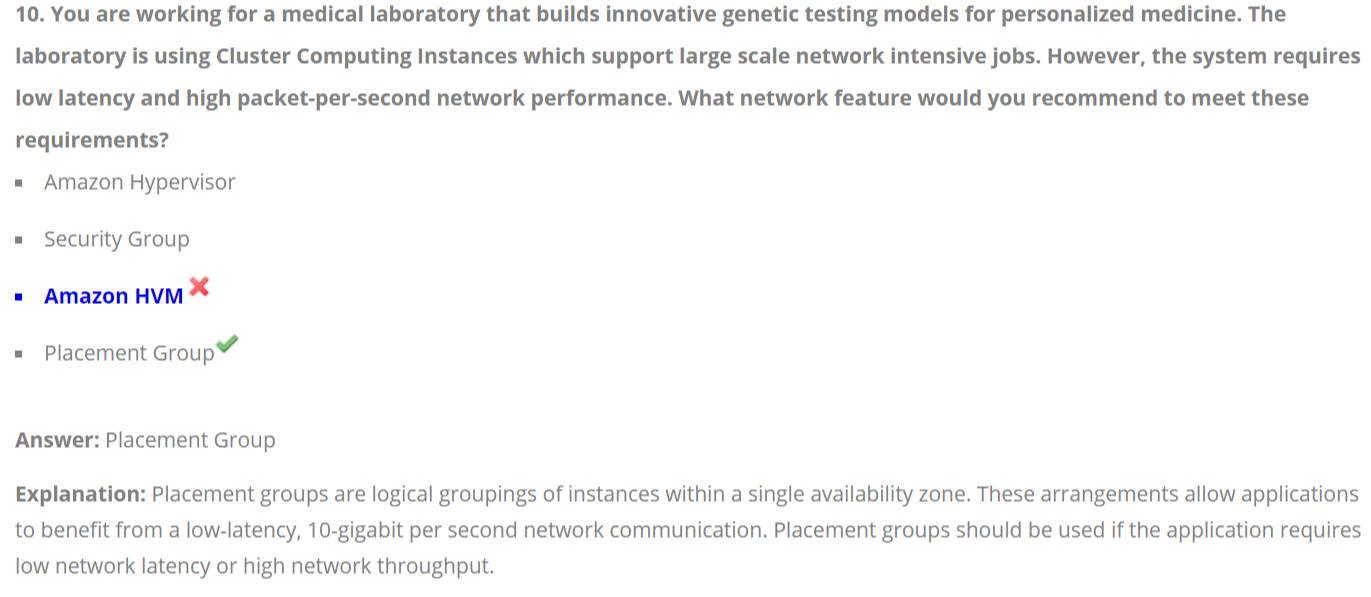 10. You are working for a medical laboratory that builds innovative genetic testing models for personalized medicine. The
laboratory is using Cluster Computing Instances which support large scale network intensive jobs. However, the system requires
low latency and high packet-per-second network performance. What network feature would you recommend to meet these
requirements?
▪ Amazon Hypervisor
▪ Security Group
▪ Amazon HVM
▪ Placement Group
Answer: Placement Group
Explanation: Placement groups are logical groupings of instances within a single availability zone. These arrangements allow applications
to benefit from a low-latency, 10-gigabit per second network communication. Placement groups should be used if the application requires
low network latency or high network throughput.